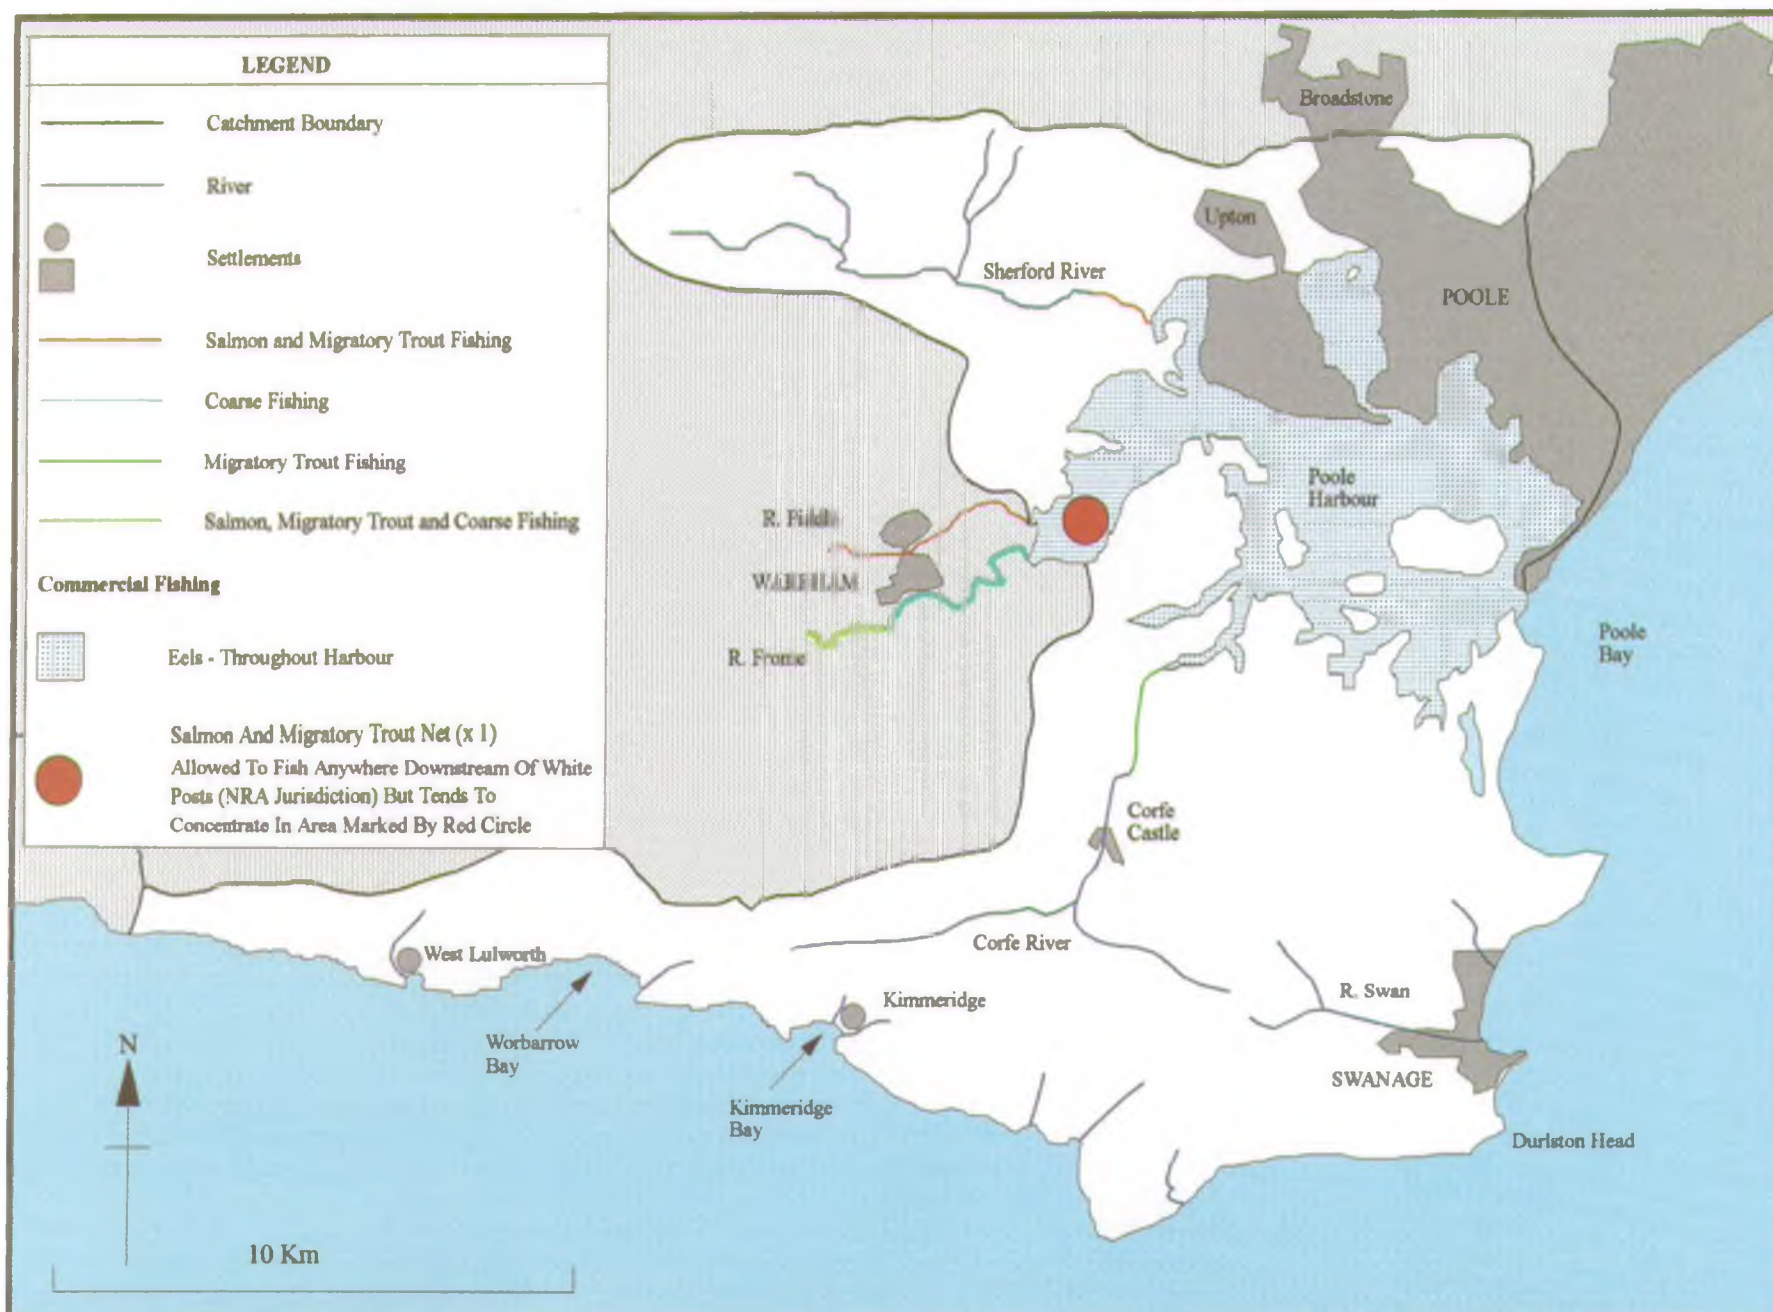 LEGEND
Catchment Boundary
River
Settlements
Salmon and Migratory Trout Fishing
Coarse Fishing
Migratory Trout Fishing
Salmon, Migratory Trout and Coarse Fishing
Commercial Fishing
Eels - Throughout Harbour
Salmon And Migratory Trout Net (x 1)
Allowed To Fish Anywhere Downstream Of White
Posts (NRA Jurisdiction) But Tends To
Concentrate In Area Marked By Red Circle
Broadstone
Upton
Sherford River
POOLE
Poole
Harbour
R. Piddle
WAREHAM
R. Frome
Poole
Bay
Corfe
Castle
Corfe River
West Lulworth
Kimmeridge
R. Swan
Worbarrow
Bay
Kimmeridge
Bay
SWANAGE
Durlston Head
N
10 Km